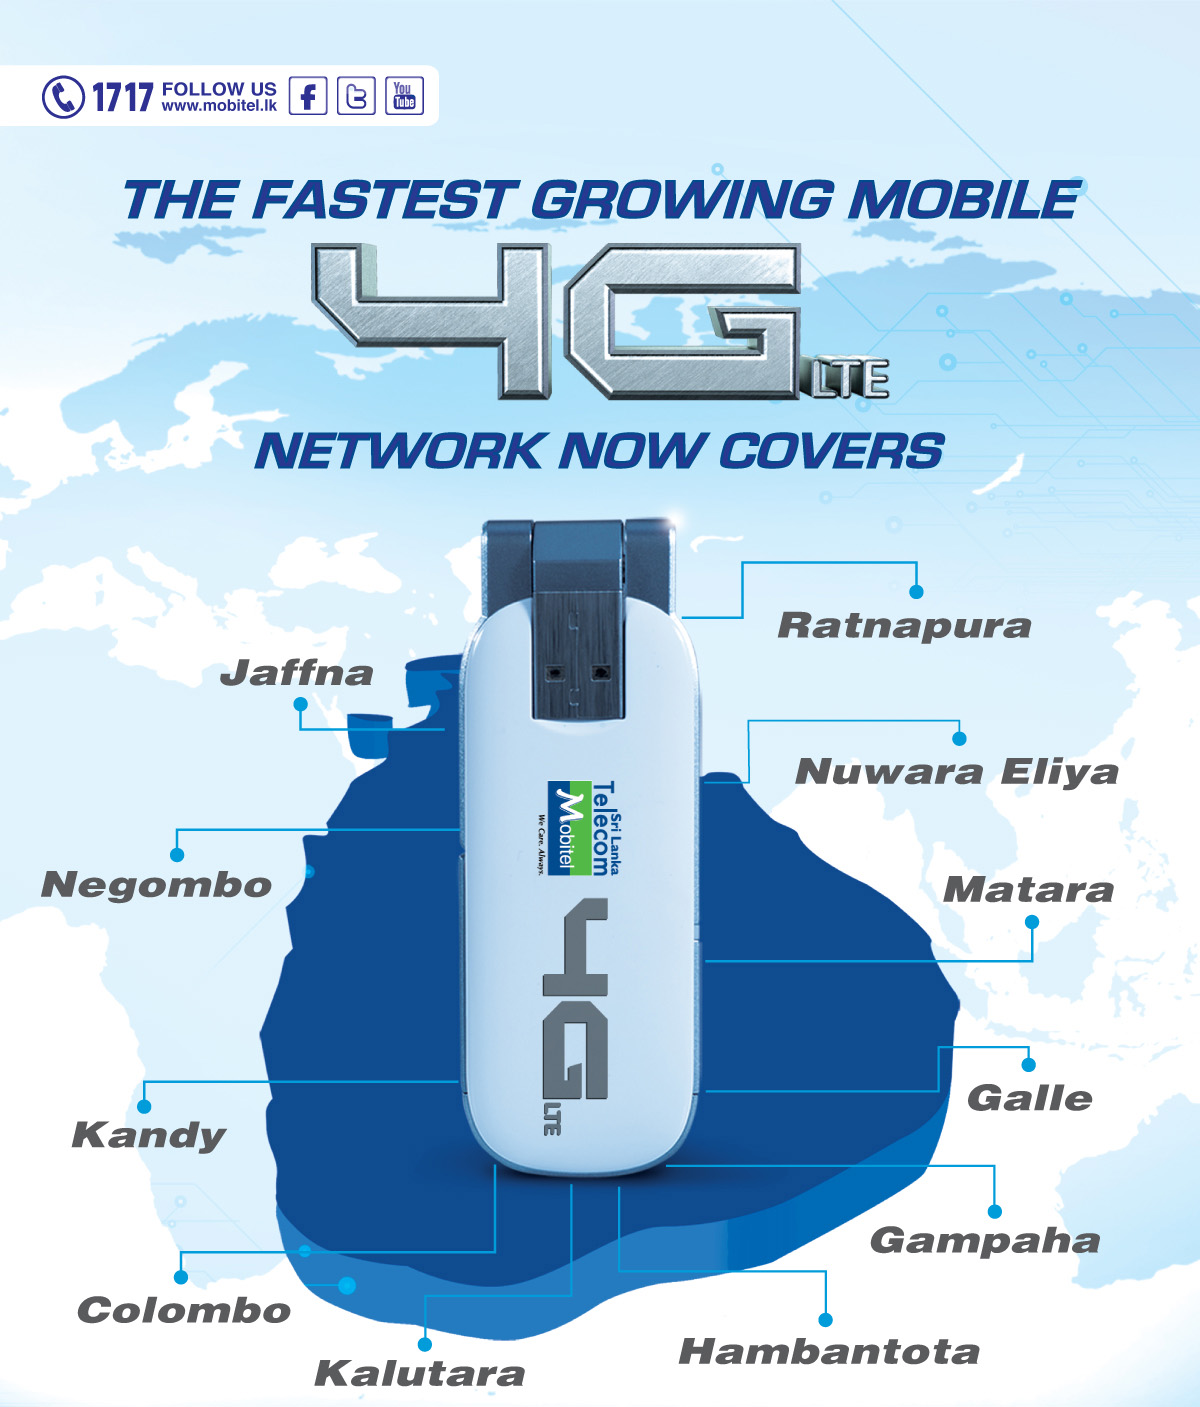 1717 FOLLOW US
www.mobitel.lk
You
Tube
THE FASTEST GROWING MOBILE
4G LTE
NETWORK NOW COVERS
Ratnapura
Jaffna
Nuwara Eliya
Sri Lanka
Telecom
Mobitel
We Care. Always.
Negombo
Matara
4G LTE
Galle
Kandy
Gampaha
Colombo
Hambantota
Kalutara